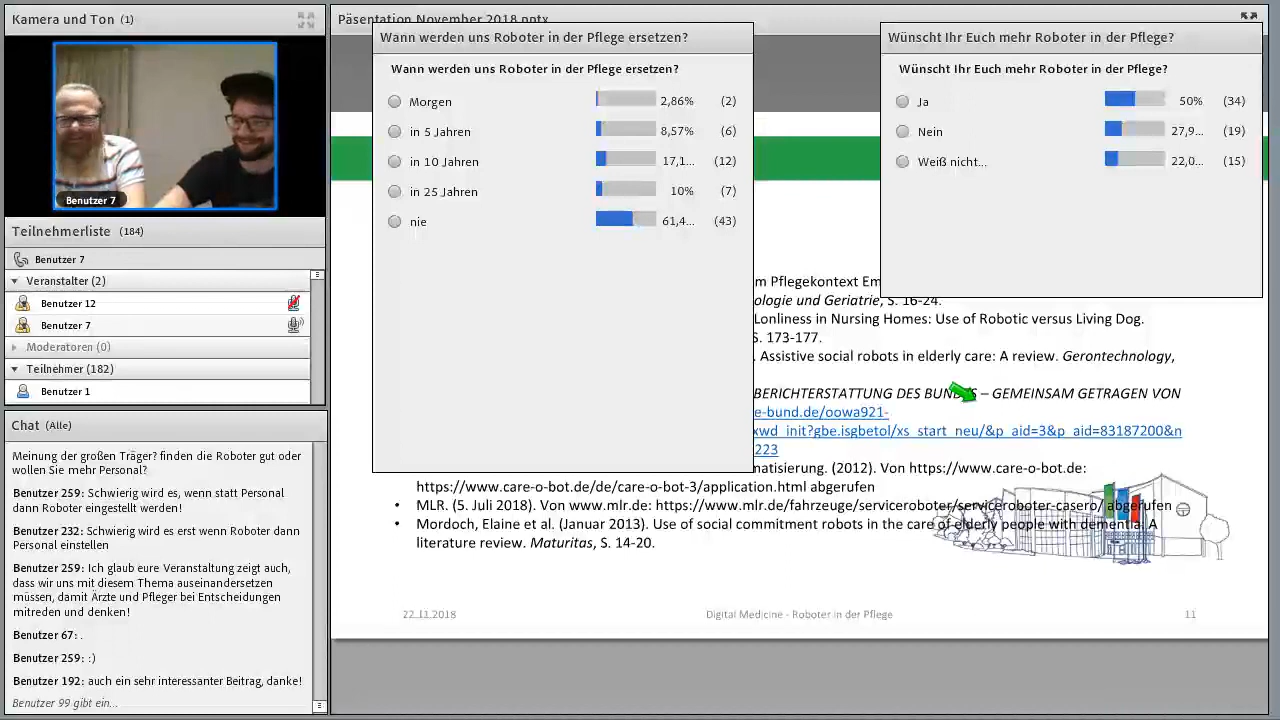 Kamera und Ton (1)
Benutzer 7
Teilnehmerliste (184)
Benutzer 7
Veranstalter (2)
Benutzer 12
Benutzer 7
Moderatoren (0)
Teilnehmer (182)
Benutzer 1
Chat (Alle)
Meinung der großen Träger? finden die Roboter gut oder
wollen Sie mehr Personal?
Benutzer 259: Schwierig wird es, wenn statt Personal
dann Roboter eingestellt werden!
Benutzer 232: Schwierig wird es erst wenn Roboter dann
Personal einstellen
Benutzer 259: Ich glaub eure Veranstaltung zeigt auch,
dass wir uns mit diesem Thema auseinandersetzen
müssen, damit Ärzte und Pfleger bei Entscheidungen
mitreden und denken!
Benutzer 67: .
Benutzer 259: :)
Benutzer 192: auch ein sehr interessanter Beitrag, danke!
Benutzer 99 gibt ein...
Päsentation November 2018.pptx
Wann werden uns Roboter in der Pflege ersetzen?
Wann werden uns Roboter in der Pflege ersetzen?
Morgen 2,86% (2)
in 5 Jahren 8,57% (6)
in 10 Jahren 17,1... (12)
in 25 Jahren 10% (7)
nie 61,4... (43)
Wünscht Ihr Euch mehr Roboter in der Pflege?
Wünscht Ihr Euch mehr Roboter in der Pflege?
Ja 50% (34)
Nein 27,9... (19)
Weiß nicht... 22,0... (15)
m Pflegekontext Em
ologie und Geriatrie, S. 16-24.
Lonliness in Nursing Homes: Use of Robotic versus Living Dog.
S. 173-177.
. Assistive social robots in elderly care: A review. Gerontechnology,
BERICHTERSTATTUNG DES BUNDES – GEMEINSAM GETRAGEN VON
e-bund.de/oowa921-
xwd_init?gbe.isgbetol/xs_start_neu/&p_aid=3&p_aid=83187200&n
223
matisierung. (2012). Von https://www.care-o-bot.de:
https://www.care-o-bot.de/de/care-o-bot-3/application.html abgerufen
• MLR. (5. Juli 2018). Von www.mlr.de: https://www.mlr.de/fahrzeuge/serviceroboter/serviceroboter-casero/ abgerufen
• Mordoch, Elaine et al. (Januar 2013). Use of social commitment robots in the care of elderly people with dementia: A
literature review. Maturitas, S. 14-20.
22.11.2018 Digital Medicine - Roboter in der Pflege 11